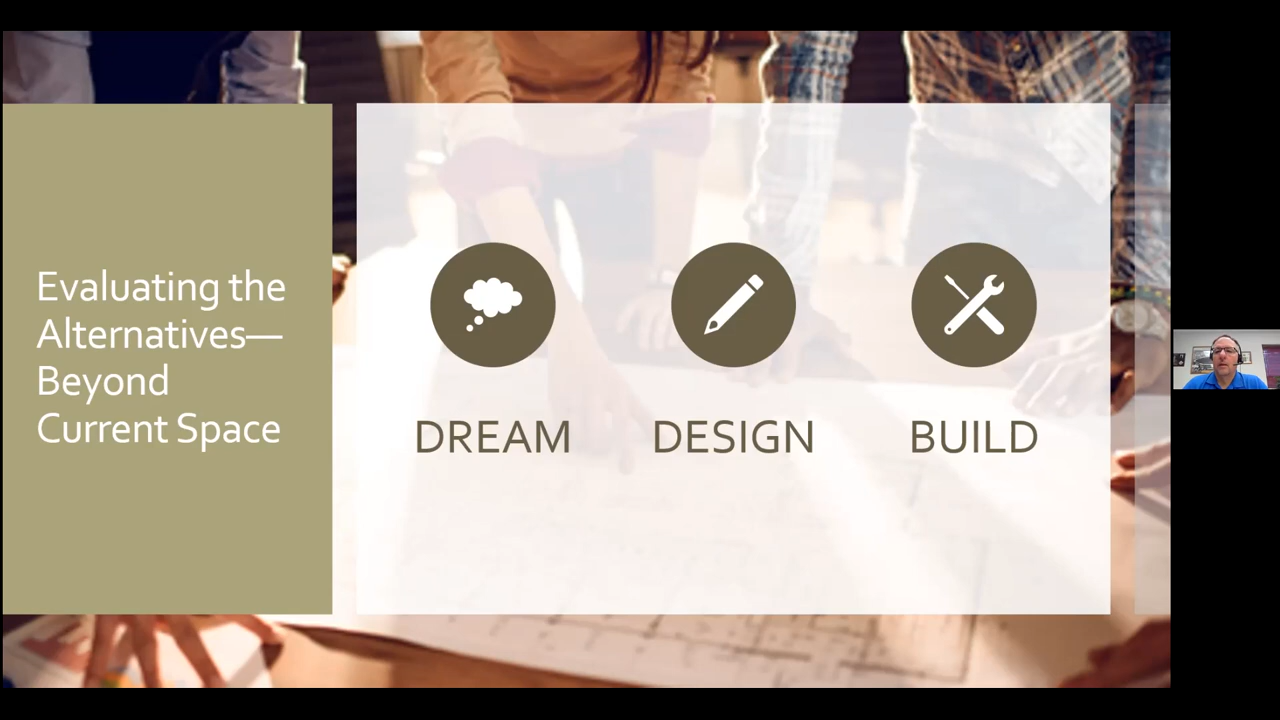 Evaluating the
Alternatives—
Beyond
Current Space
DREAM
DESIGN
BUILD